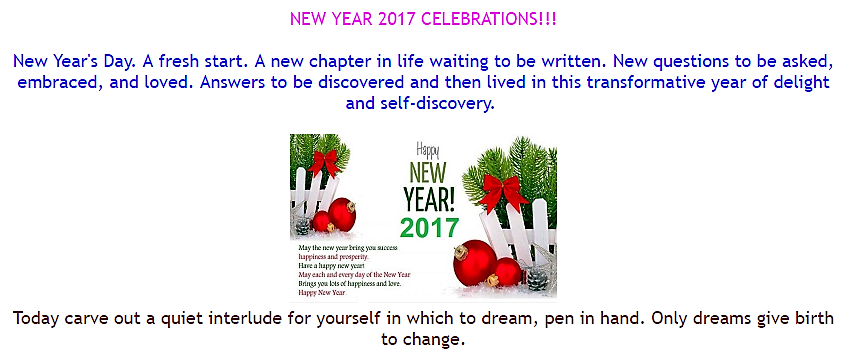 NEW YEAR 2017 CELEBRATIONS!!!
New Year's Day. A fresh start. A new chapter in life waiting to be written. New questions to be asked,
embraced, and loved. Answers to be discovered and then lived in this transformative year of delight
and self-discovery.
Happy
NEW
YEAR!
2017
May the new year bring you success
happiness and prosperity.
Have a happy new year!
May each and every day of the New Year
Brings you lots of happiness and love.
Happy New Year
Today carve out a quiet interlude for yourself in which to dream, pen in hand. Only dreams give birth
to change.